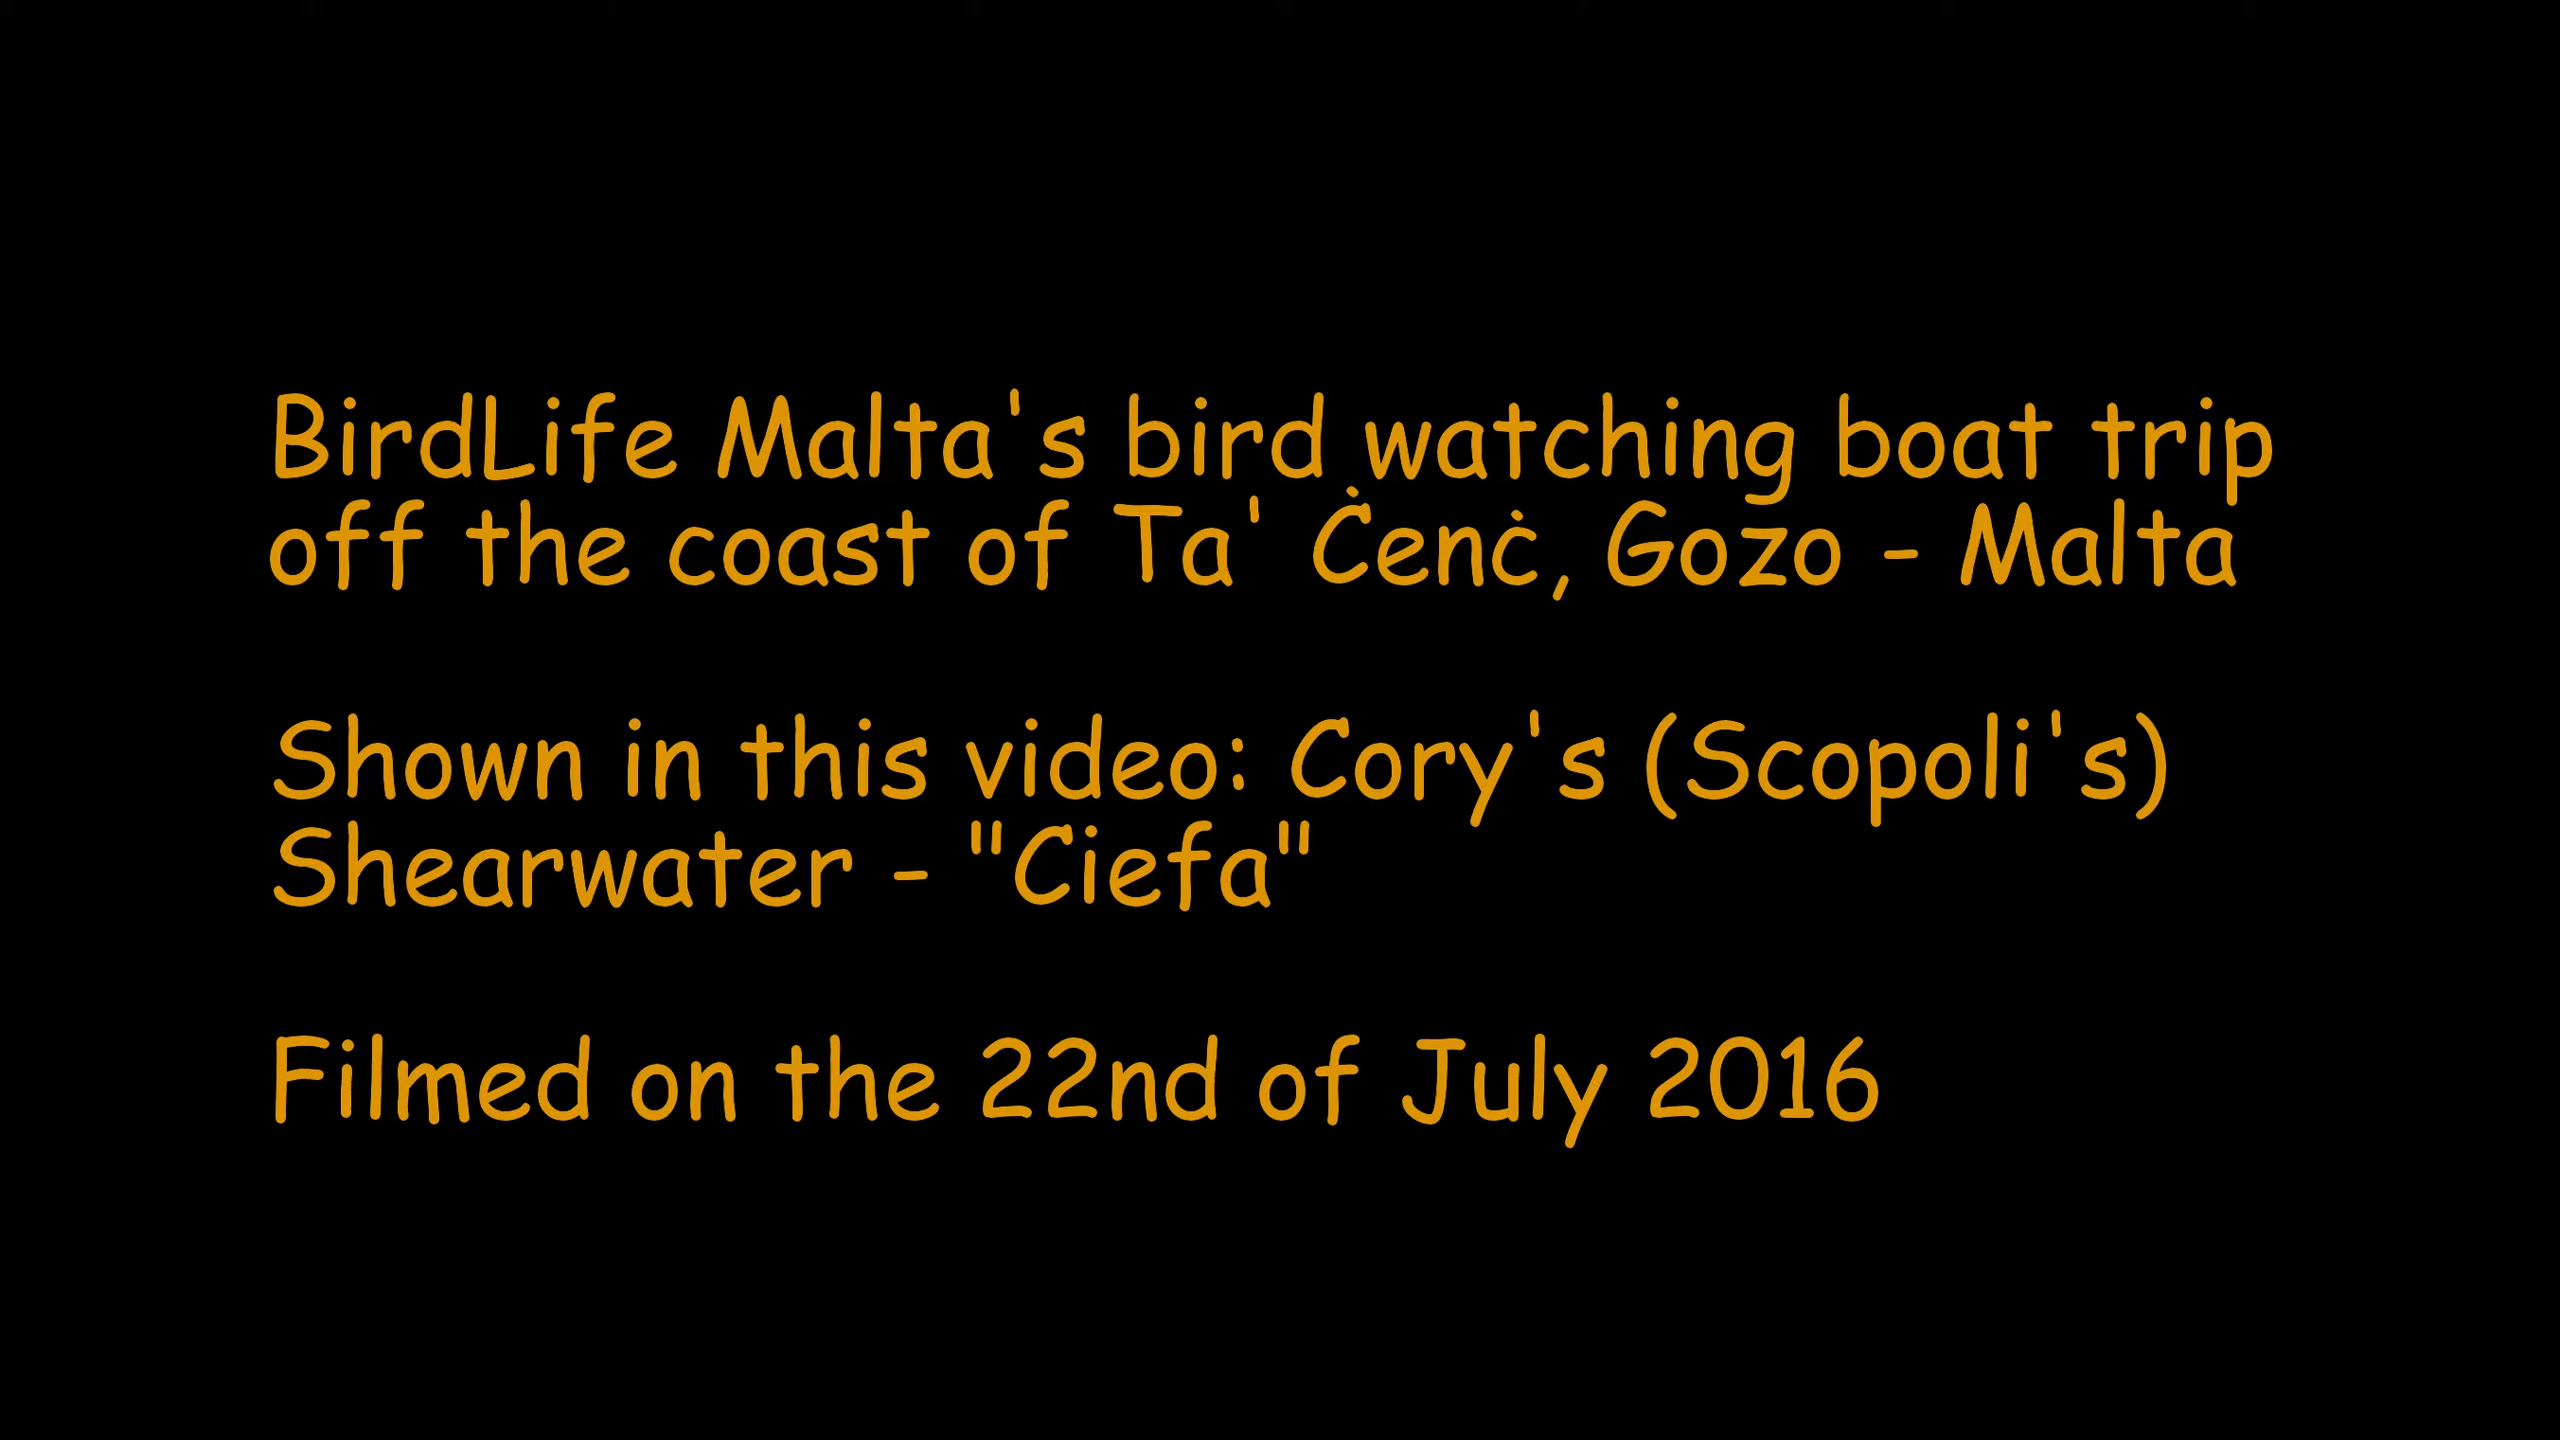 BirdLife Malta's bird watching boat trip
off the coast of Ta' Ċenċ, Gozo - Malta
Shown in this video: Cory's (Scopoli's)
Shearwater - "Ciefa"
Filmed on the 22nd of July 2016